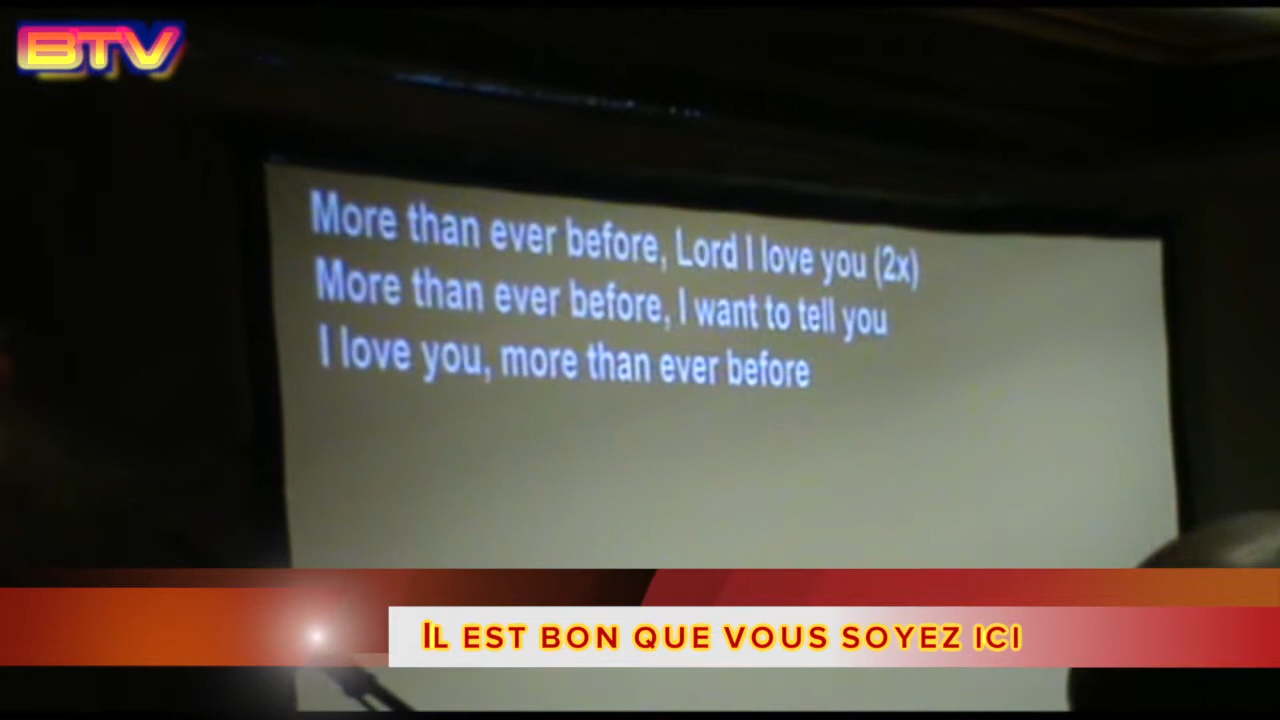 BTV
More than ever before, Lord I love you (2x)
More than ever before, I want to tell you
I love you, more than ever before
IL EST BON QUE VOUS SOYEZ ICI